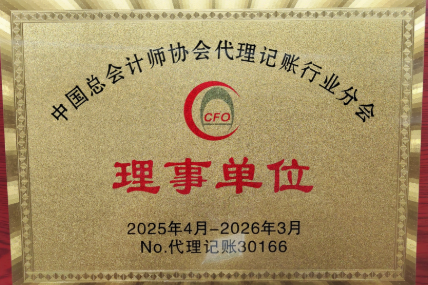 中国总会计师协会代理记账行业分会
CFO
理事单位
2025年4月-2026年3月
No.代理记账30166